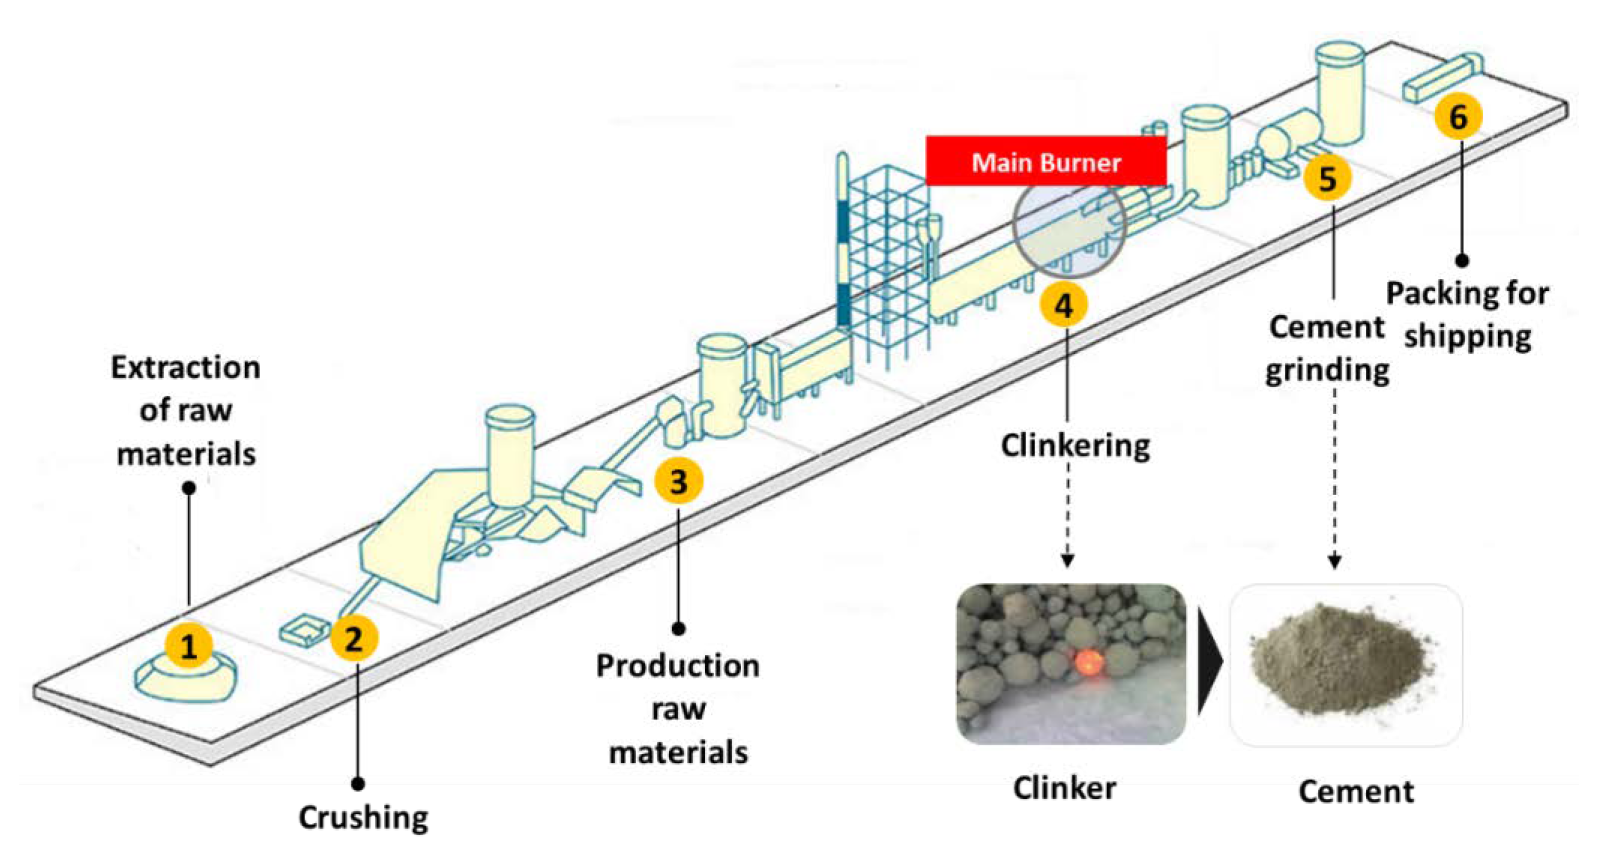 Main Burner
1
2
3
4
5
6
Extraction
of raw
materials
Crushing
Production
raw
materials
Clinkering
Cement
grinding
Packing for
shipping
Clinker
Cement